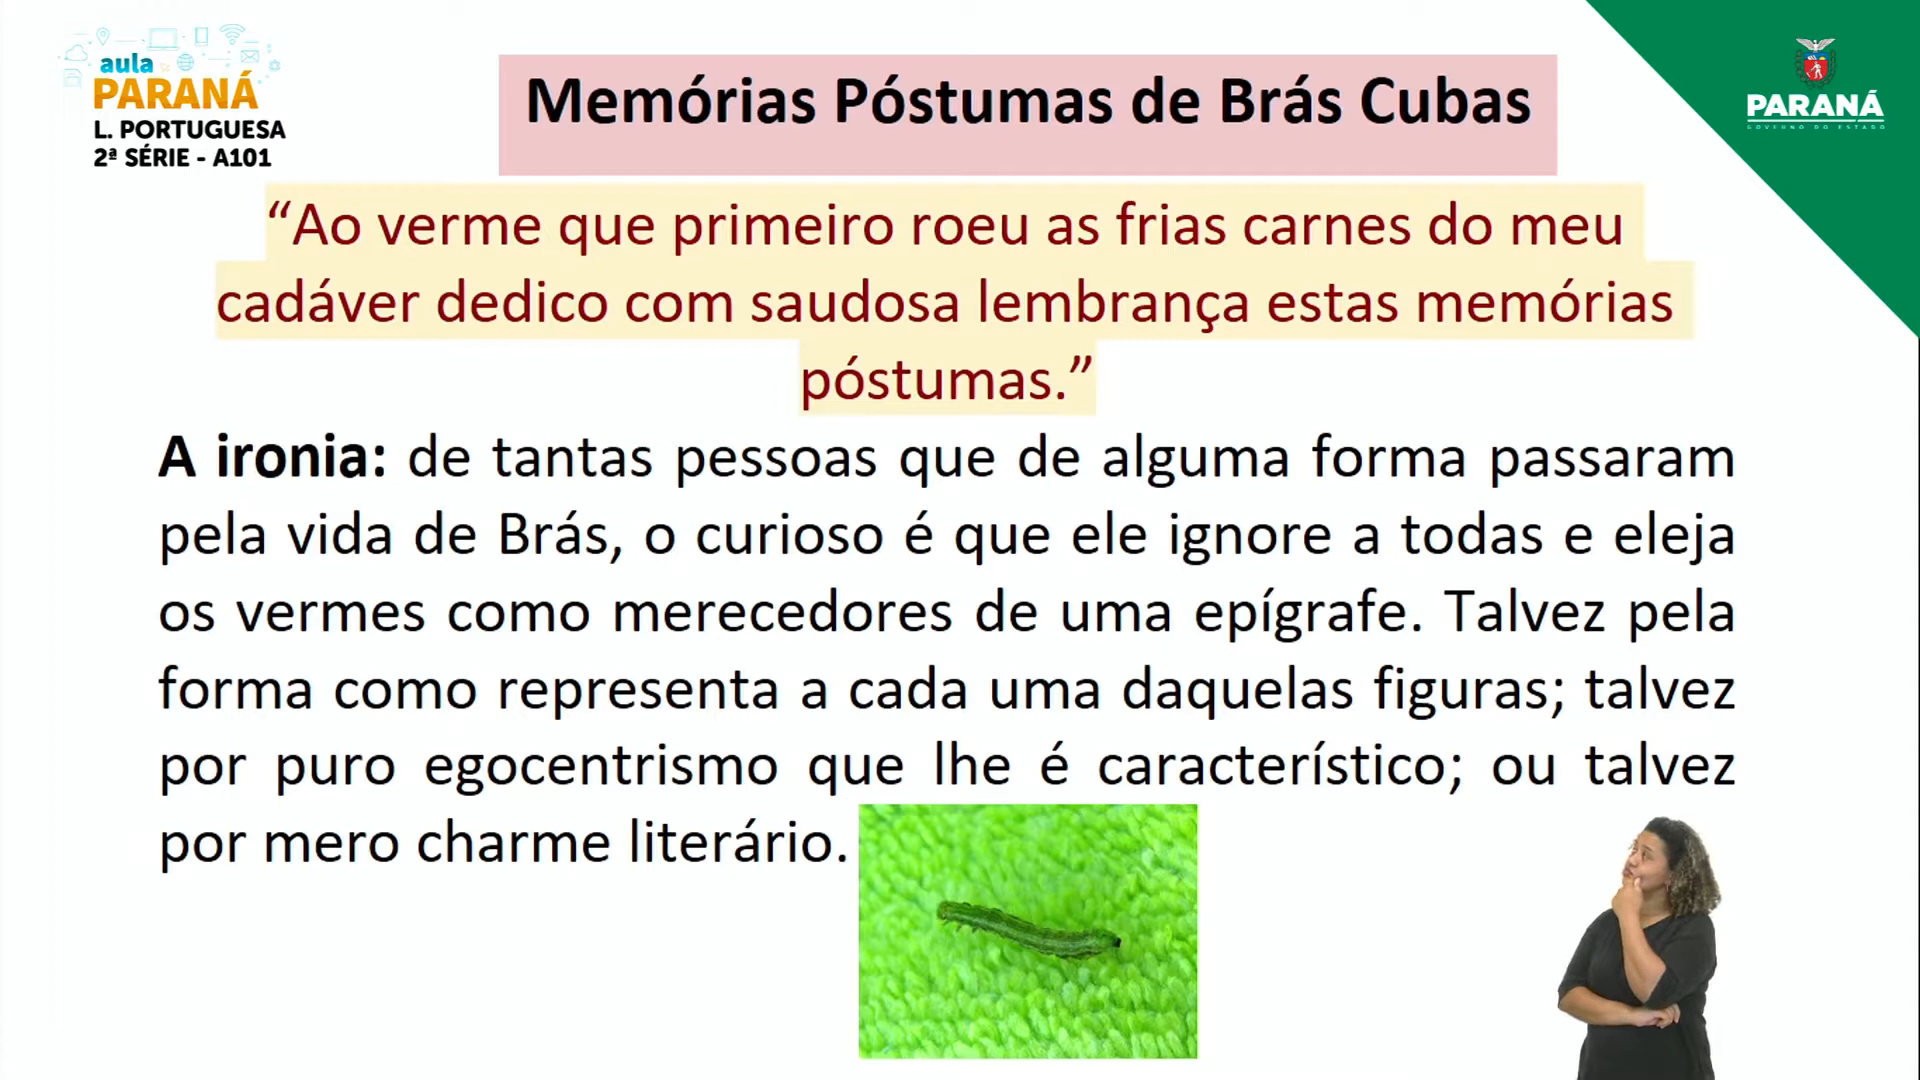 aula
PARANÁ
L. PORTUGUESA
2ª SÉRIE - A101
Memórias Póstumas de Brás Cubas
PARANÁ
GOVERNO DO ESTADO
“Ao verme que primeiro roeu as frias carnes do meu
cadáver dedico com saudosa lembrança estas memórias
póstumas.”
A ironia: de tantas pessoas que de alguma forma passaram
pela vida de Brás, o curioso é que ele ignore a todas e eleja
os vermes como merecedores de uma epígrafe. Talvez pela
forma como representa a cada uma daquelas figuras; talvez
por puro egocentrismo que lhe é característico; ou talvez
por mero charme literário.